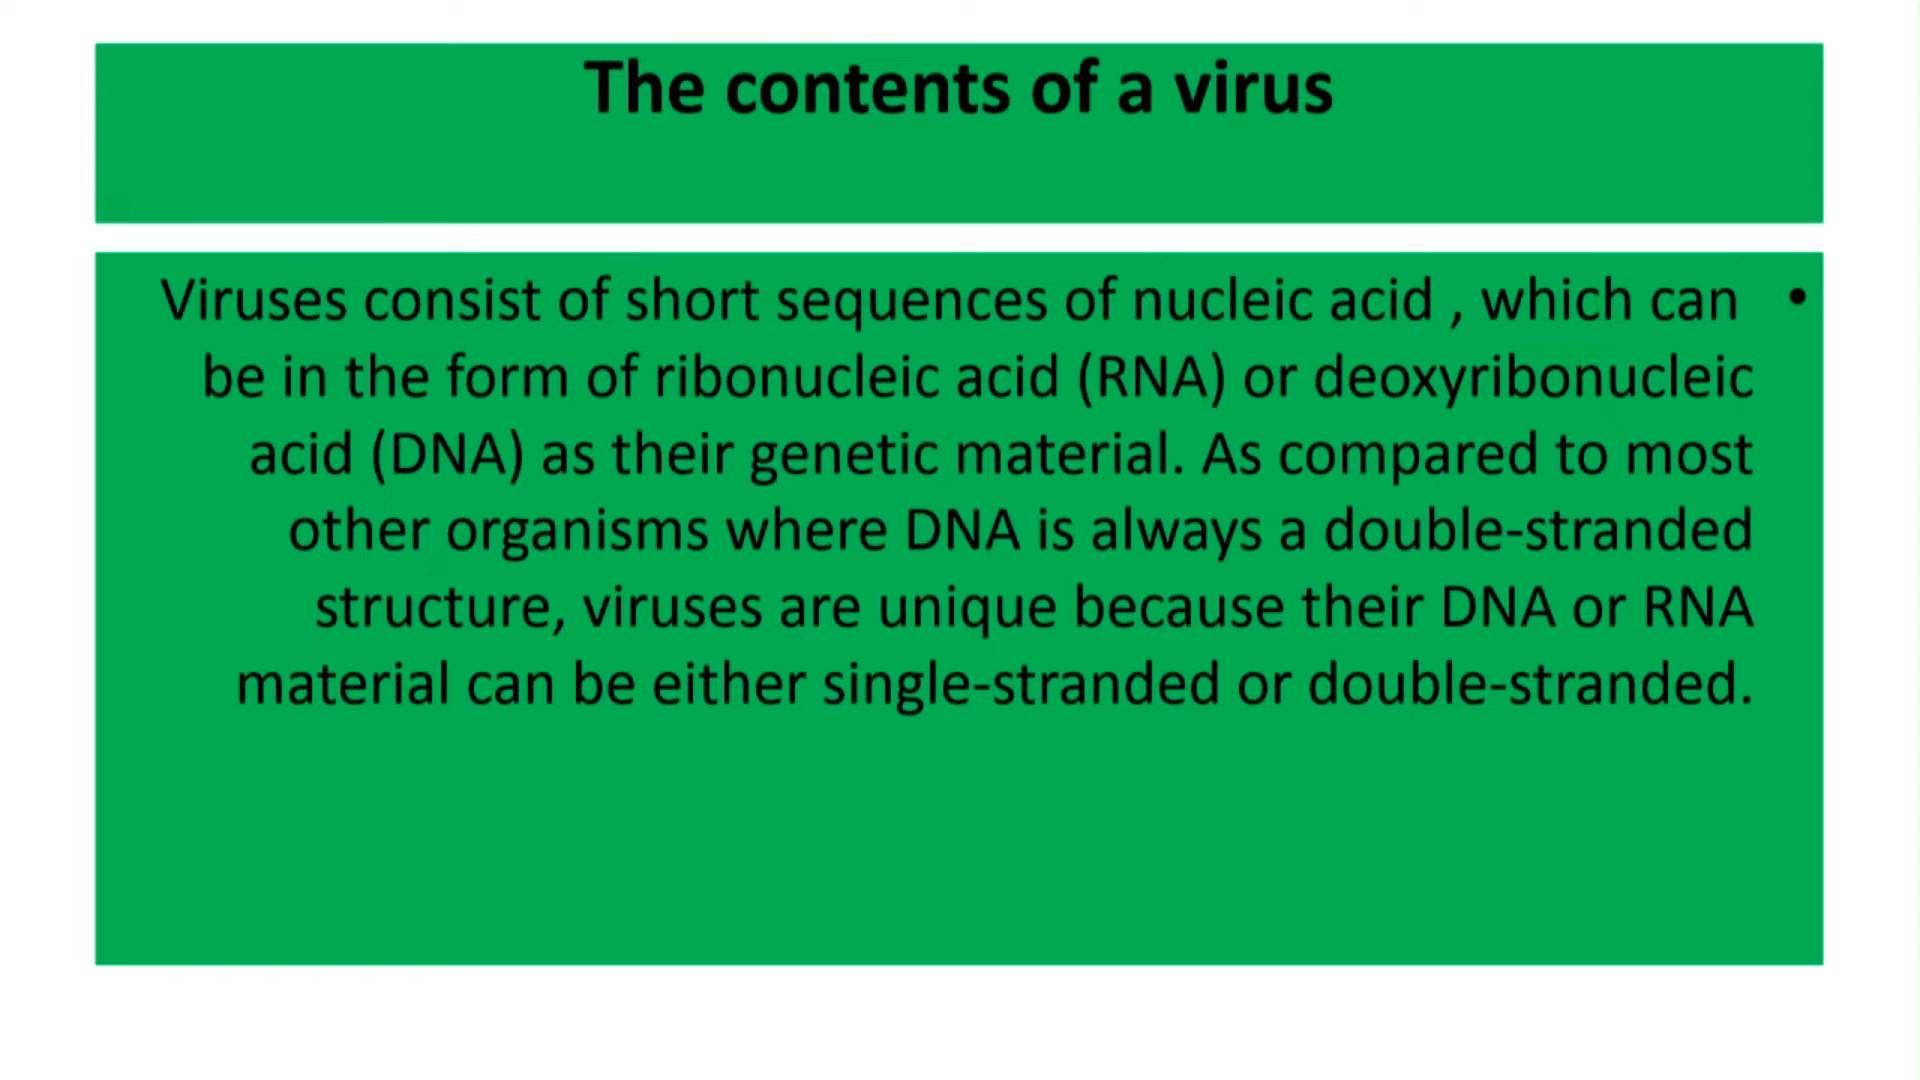 The contents of a virus
• Viruses consist of short sequences of nucleic acid , which can
be in the form of ribonucleic acid (RNA) or deoxyribonucleic
acid (DNA) as their genetic material. As compared to most
other organisms where DNA is always a double-stranded
structure, viruses are unique because their DNA or RNA
material can be either single-stranded or double-stranded.